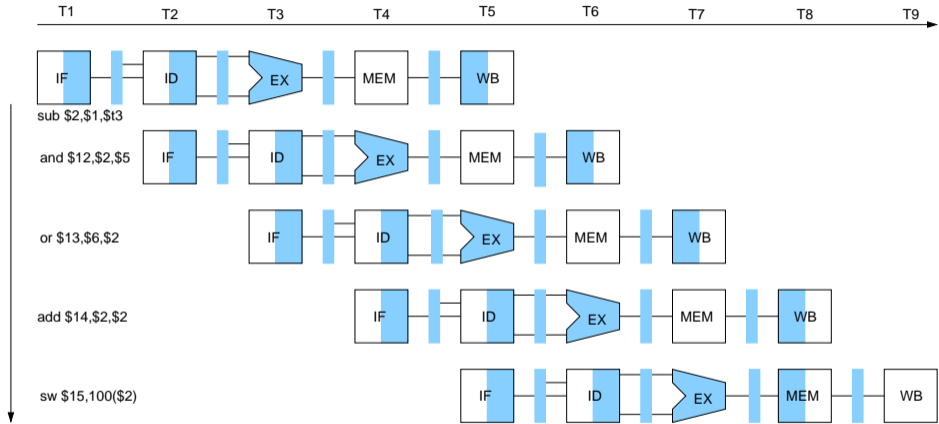 T1 T2 T3 T4 T5 T6 T7 T8 T9
IF ID EX MEM WB
sub $2,$1,$t3
and $12,$2,$5 IF ID EX MEM WB
or $13,$6,$2 IF ID EX MEM WB
add $14,$2,$2 IF ID EX MEM WB
sw $15,100($2) IF ID EX MEM WB